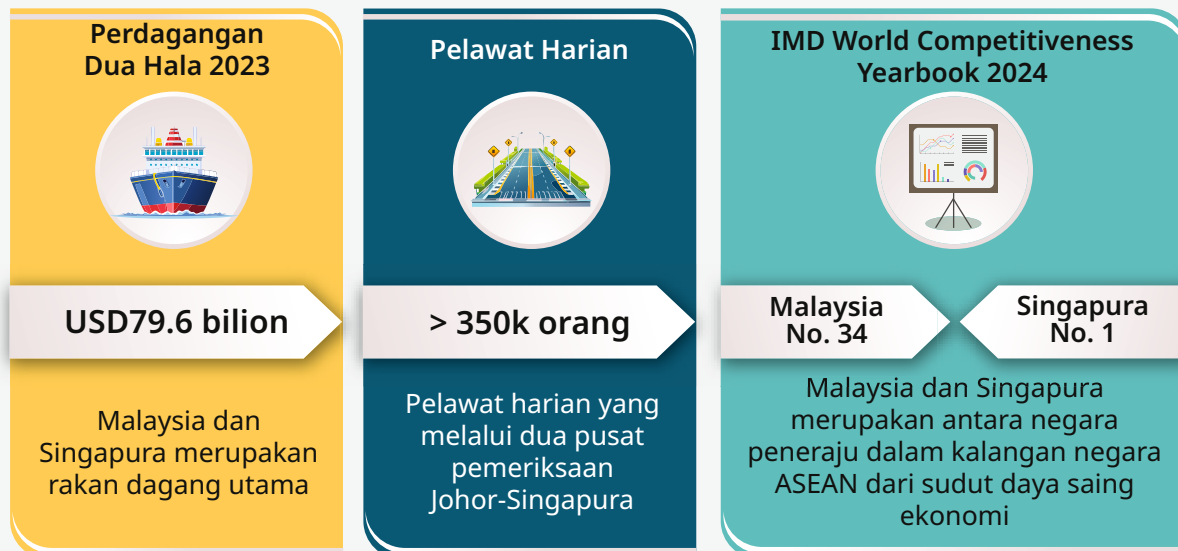 Perdagangan
Dua Hala 2023
USD79.6 bilion
Malaysia dan
Singapura merupakan
rakan dagang utama
Pelawat Harian
> 350k orang
Pelawat harian yang
melalui dua pusat
pemeriksaan
Johor-Singapura
IMD World Competitiveness
Yearbook 2024
Malaysia
No. 34
Singapura
No. 1
Malaysia dan Singapura
merupakan antara negara
peneraju dalam kalangan negara
ASEAN dari sudut daya saing
ekonomi